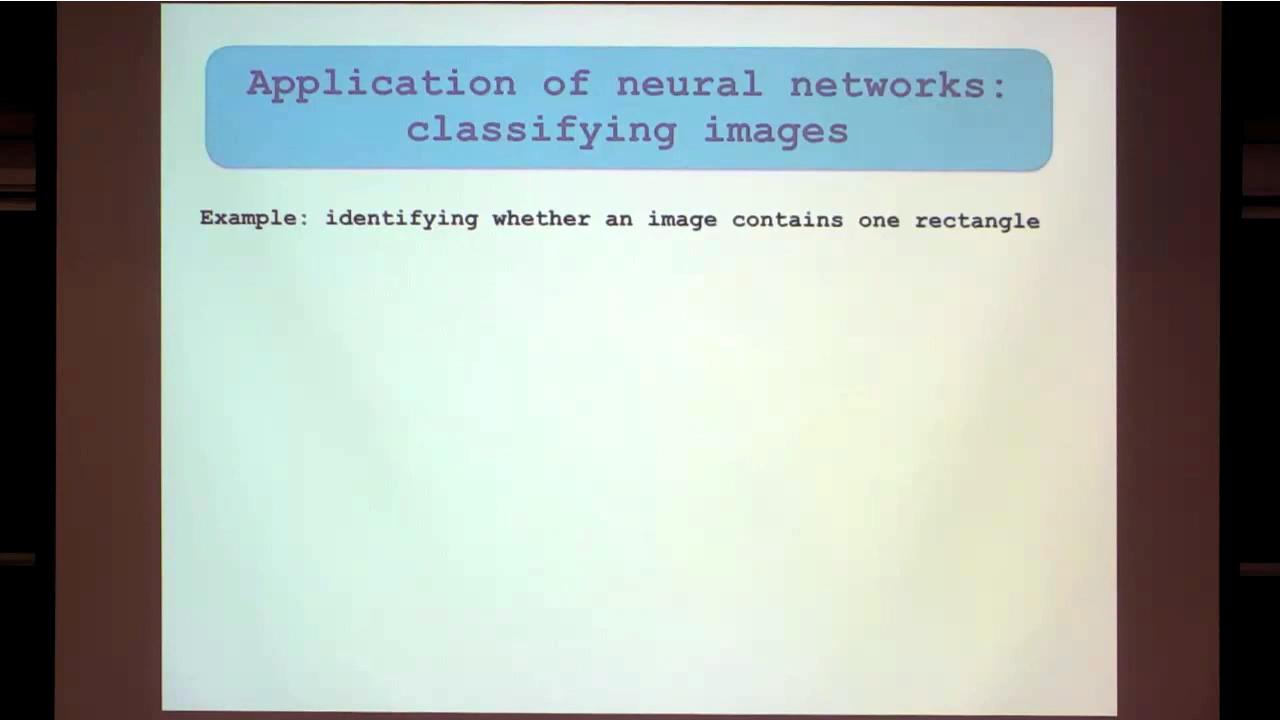 Application of neural networks:
classifying images
Example: identifying whether an image contains one rectangle